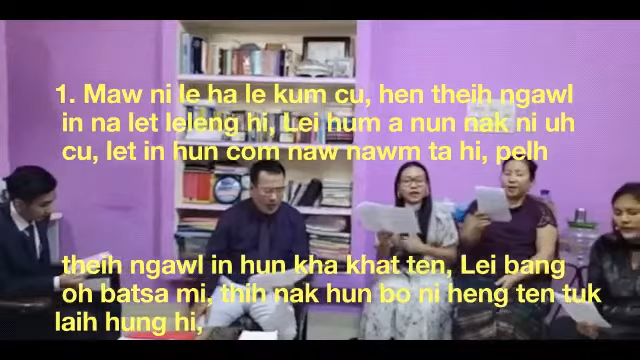 1. Maw ni le ha le kum cu, hen theih ngawl
in na let leleng hi, Lei hum a nun nak ni uh
cu, let in hun com naw nawm ta hi, pelh
theih ngawl in hun kha khat ten, Lei bang
oh batsa mi, thih nak hun bo ni heng ten tuk
laih hung hi,